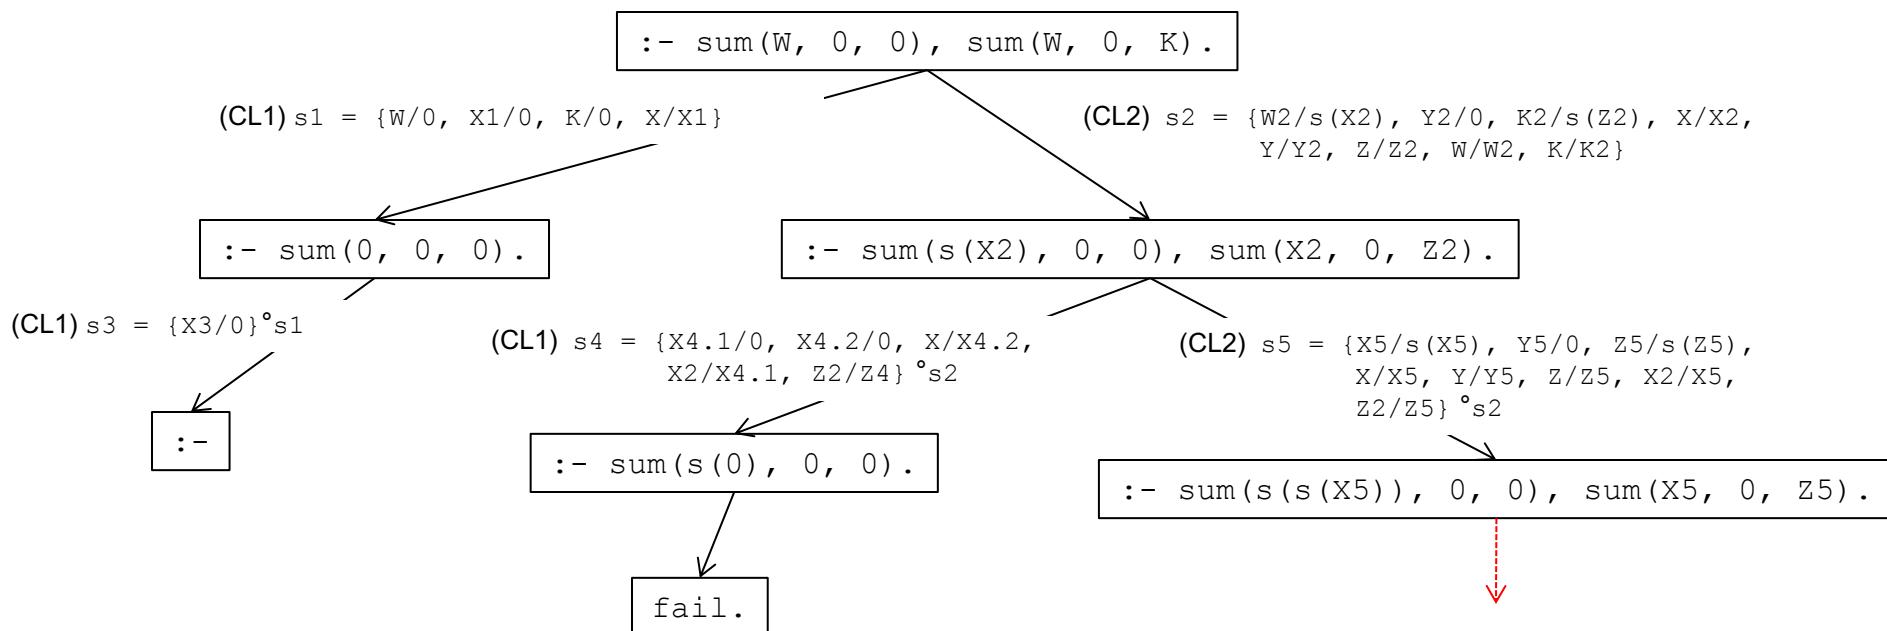 :- sum(W, 0, 0), sum(W, 0, K).
(CL1) s1 = {W/0, X1/0, K/0, X/X1}
(CL2) s2 = {W2/s(X2), Y2/0, K2/s(Z2), X/X2,
Y/Y2, Z/Z2, W/W2, K/K2}
:- sum(0, 0, 0).
:- sum(s(X2), 0, 0), sum(X2, 0, Z2).
(CL1) s3 = {X3/0}°s1
(CL1) s4 = {X4.1/0, X4.2/0, X/X4.2,
X2/X4.1, Z2/Z4} °s2
(CL2) s5 = {X5/s(X5), Y5/0, Z5/s(Z5),
X/X5, Y/Y5, Z/Z5, X2/X5,
Z2/Z5} °s2
:-
:- sum(s(0), 0, 0).
:- sum(s(s(X5)), 0, 0), sum(X5, 0, Z5).
fail.